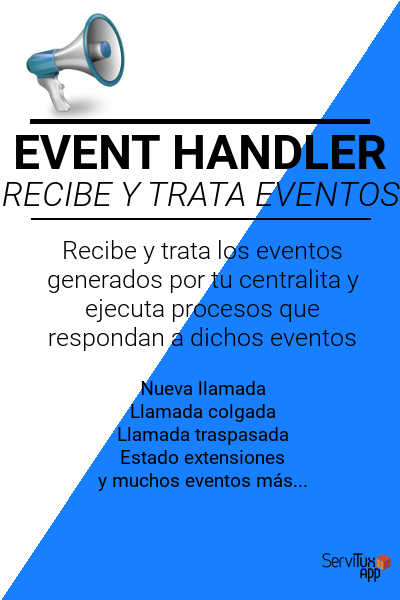 EVENT HANDLER
RECIBE Y TRATA EVENTOS
Recibe y trata los eventos
generados por tu centralita y
ejecuta procesos que
respondan a dichos eventos
Nueva llamada
Llamada colgada
Llamada traspasada
Estado extensiones
y muchos eventos más...
ServiTux
App